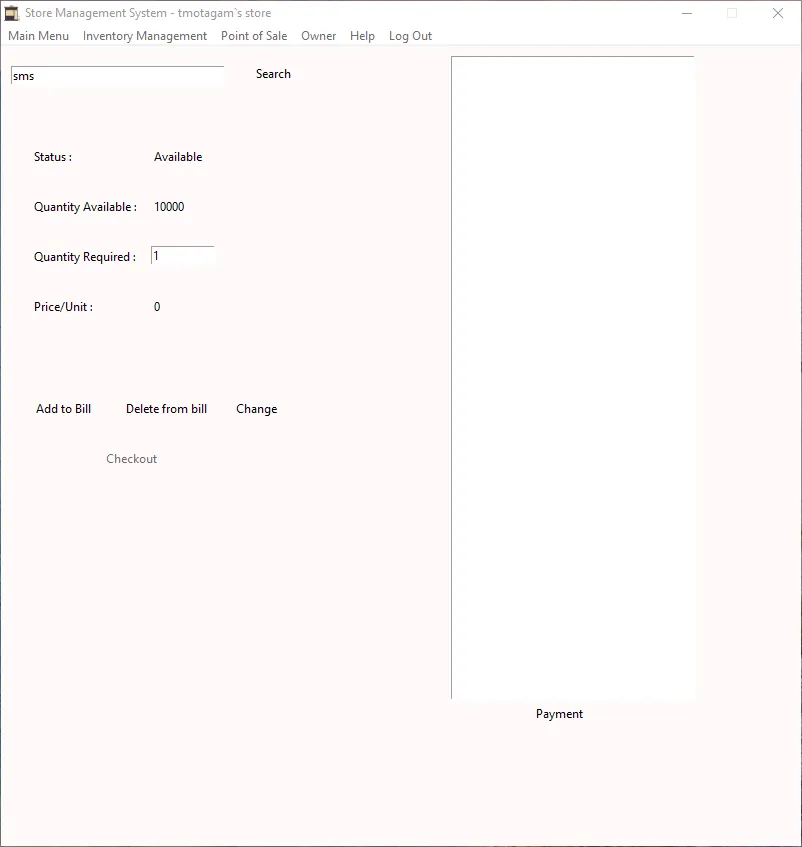 Store Management System - tmotagam`s store
Main Menu Inventory Management Point of Sale Owner Help Log Out
sms Search
Status : Available
Quantity Available : 10000
Quantity Required : 1
Price/Unit : 0
Add to Bill Delete from bill Change
Checkout
Payment